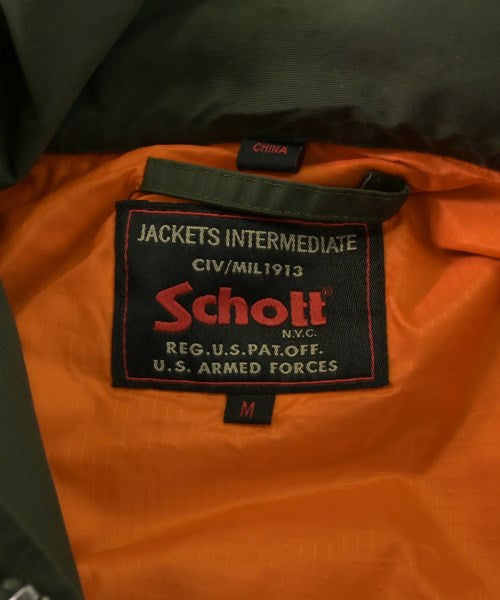 CHINA
JACKETS INTERMEDIATE
CIV/MIL1913
Schott®
N.Y.C.
REG.U.S.PAT.OFF.
U.S. ARMED FORCES
M